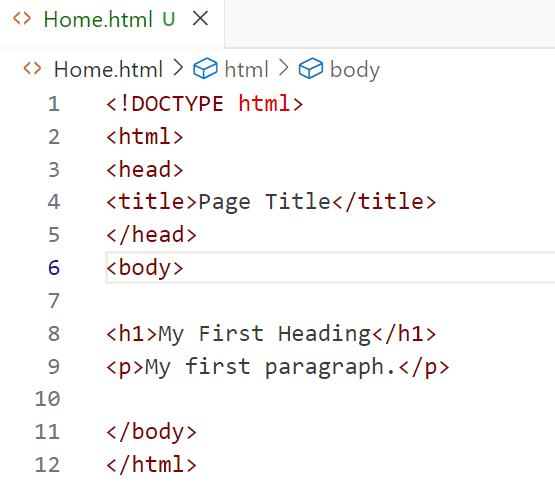 Home.html U
Home.html > html > body
1 <!DOCTYPE html>
2 <html>
3 <head>
4 <title>Page Title</title>
5 </head>
6 <body>
7
8 <h1>My First Heading</h1>
9 <p>My first paragraph.</p>
10
11 </body>
12 </html>